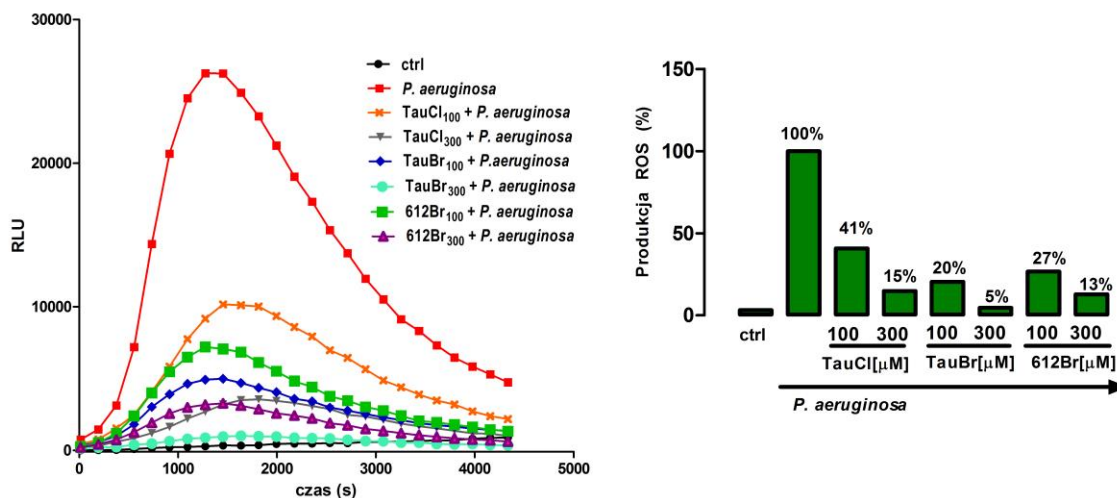 30000
20000
10000
0
RLU
0
1000
2000
3000
4000
5000
czas (s)
ctrl
P. aeruginosa
TauCl100 + P. aeruginosa
TauCl300 + P. aeruginosa
TauBr100 + P.aeruginosa
TauBr300 + P. aeruginosa
612Br100 + P. aeruginosa
612Br300 + P. aeruginosa
150
100
50
0
Produkcja ROS (%)
100%
41%
15%
20%
5%
27%
13%
ctrl
100 300 100 300 100 300
TauCl[µM] TauBr[µM] 612Br[µM]
P. aeruginosa